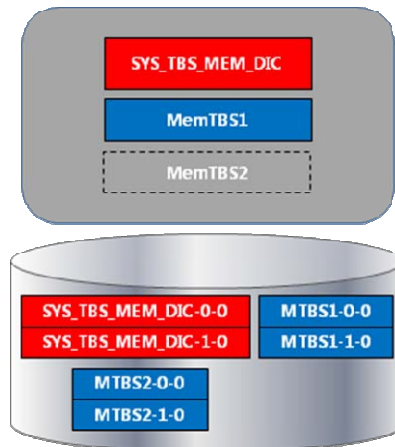 SYS_TBS_MEM_DIC
MemTBS1
MemTBS2
SYS_TBS_MEM_DIC-0-0
MTBS1-0-0
SYS_TBS_MEM_DIC-1-0
MTBS1-1-0
MTBS2-0-0
MTBS2-1-0